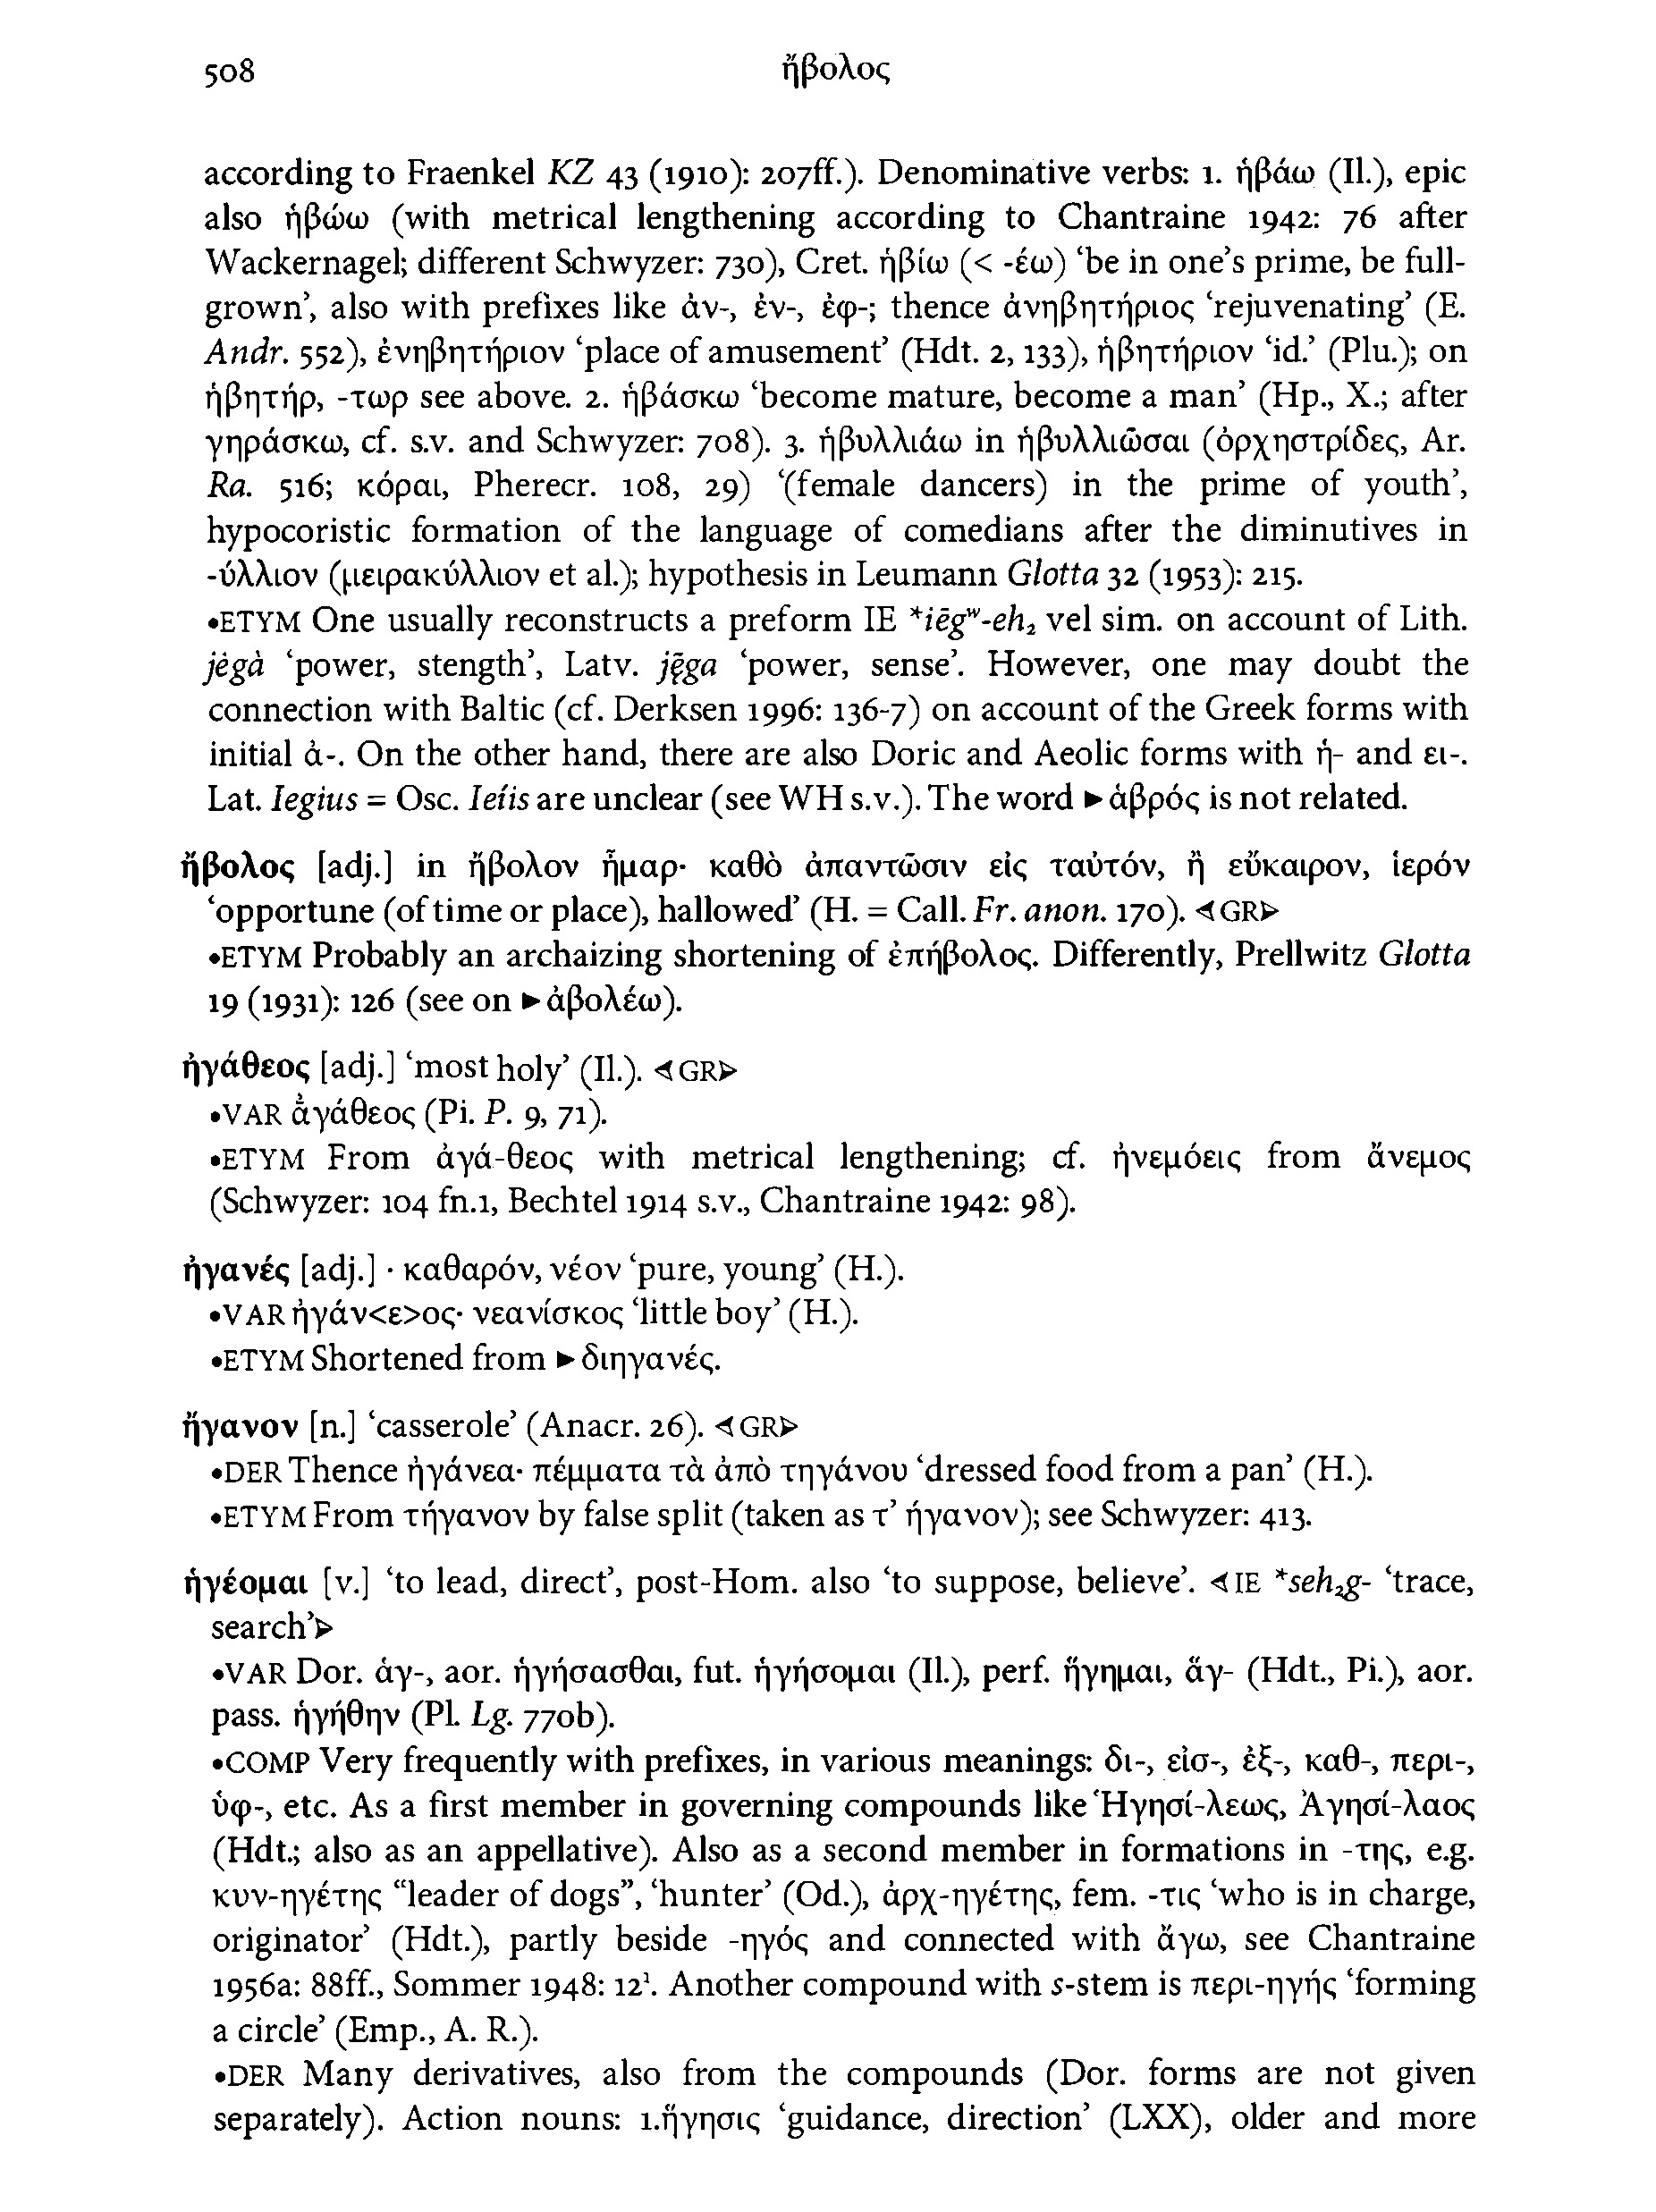 508
ἥβολος
according to Fraenkel KZ 43 (1910): 207ff.). Denominative verbs: 1. ἡβάω (Il.), epic
also ἡβώω (with metrical lengthening according to Chantraine 1942: 76 after
Wackernagel; different Schwyzer: 730), Cret. ἡβίω (< -έω) ‘be in one’s prime, be full-
grown’, also with prefixes like ἀν-, ἐν-, ἐφ-; thence ἀνηβητήριος ‘rejuvenating’ (E.
Andr. 552), ἐνηβητήριον ‘place of amusement’ (Hdt. 2, 133), ἡβητήριον ‘id.’ (Plu.); on
ἡβητήρ, -τωρ see above. 2. ἡβάσκω ‘become mature, become a man’ (Hp., X.; after
γηράσκω, cf. s.v. and Schwyzer: 708). 3. ἡβυλλιάω in ἡβυλλιῶσαι (ὀρχηστρίδες, Ar.
Ra. 516; κόραι, Pherecr. 108, 29) ‘(female dancers) in the prime of youth’,
hypocoristic formation of the language of comedians after the diminutives in
-ύλλιον (μειρακύλλιον et al.); hypothesis in Leumann Glotta 32 (1953): 215.
•ETYM One usually reconstructs a preform IE *iēgʷ-eh₂ vel sim. on account of Lith.
jėgà ‘power, stength’, Latv. ję̃ga ‘power, sense’. However, one may doubt the
connection with Baltic (cf. Derksen 1996: 136-7) on account of the Greek forms with
initial ἁ-. On the other hand, there are also Doric and Aeolic forms with ἡ- and ει-.
Lat. Iegius = Osc. Ieíis are unclear (see WH s.v.). The word ►ἁβρός is not related.
ἥβολος [adj.] in ἥβολον ἦμαρ· καθὸ ἀπαντῶσιν εἰς ταὐτόν, ἢ εὔκαιρον, ἱερόν
‘opportune (of time or place), hallowed’ (H. = Call. Fr. anon. 170). ◄GR►
•ETYM Probably an archaizing shortening of ἐπήβολος. Differently, Prellwitz Glotta
19 (1931): 126 (see on ►ἀβολέω).
ἠγάθεος [adj.] ‘most holy’ (Il.). ◄GR►
•VAR ἀ̄γάθεος (Pi. P. 9, 71).
•ETYM From ἀγά-θεος with metrical lengthening; cf. ἠνεμόεις from ἄνεμος
(Schwyzer: 104 fn.1, Bechtel 1914 s.v., Chantraine 1942: 98).
ἠγανές [adj.] · καθαρόν, νέον ‘pure, young’ (H.).
•VAR ἠγάν<ε>ος· νεανίσκος ‘little boy’ (H.).
•ETYM Shortened from ►διηγανές.
ἤγανον [n.] ‘casserole’ (Anacr. 26). ◄GR►
•DER Thence ἠγάνεα· πέμματα τὰ ἀπὸ τηγάνου ‘dressed food from a pan’ (H.).
•ETYM From τήγανον by false split (taken as τ’ ἤγανον); see Schwyzer: 413.
ἡγέομαι [v.] ‘to lead, direct’, post-Hom. also ‘to suppose, believe’. ◄IE *seh₂g- ‘trace,
search’►
•VAR Dor. ἁγ-, aor. ἡγήσασθαι, fut. ἡγήσομαι (Il.), perf. ἥγημαι, ἅγ- (Hdt., Pi.), aor.
pass. ἡγήθην (Pl. Lg. 770b).
•COMP Very frequently with prefixes, in various meanings: δι-, εἰσ-, ἐξ-, καθ-, περι-,
ὑφ-, etc. As a first member in governing compounds like Ἡγησί-λεως, Ἀγησί-λαος
(Hdt.; also as an appellative). Also as a second member in formations in -της, e.g.
κυν-ηγέτης “leader of dogs”, ‘hunter’ (Od.), ἀρχ-ηγέτης, fem. -τις ‘who is in charge,
originator’ (Hdt.), partly beside -ηγός and connected with ἄγω, see Chantraine
1956a: 88ff., Sommer 1948: 12¹. Another compound with s-stem is περι-ηγής ‘forming
a circle’ (Emp., A. R.).
•DER Many derivatives, also from the compounds (Dor. forms are not given
separately). Action nouns: 1.ἥγησις ‘guidance, direction’ (LXX), older and more